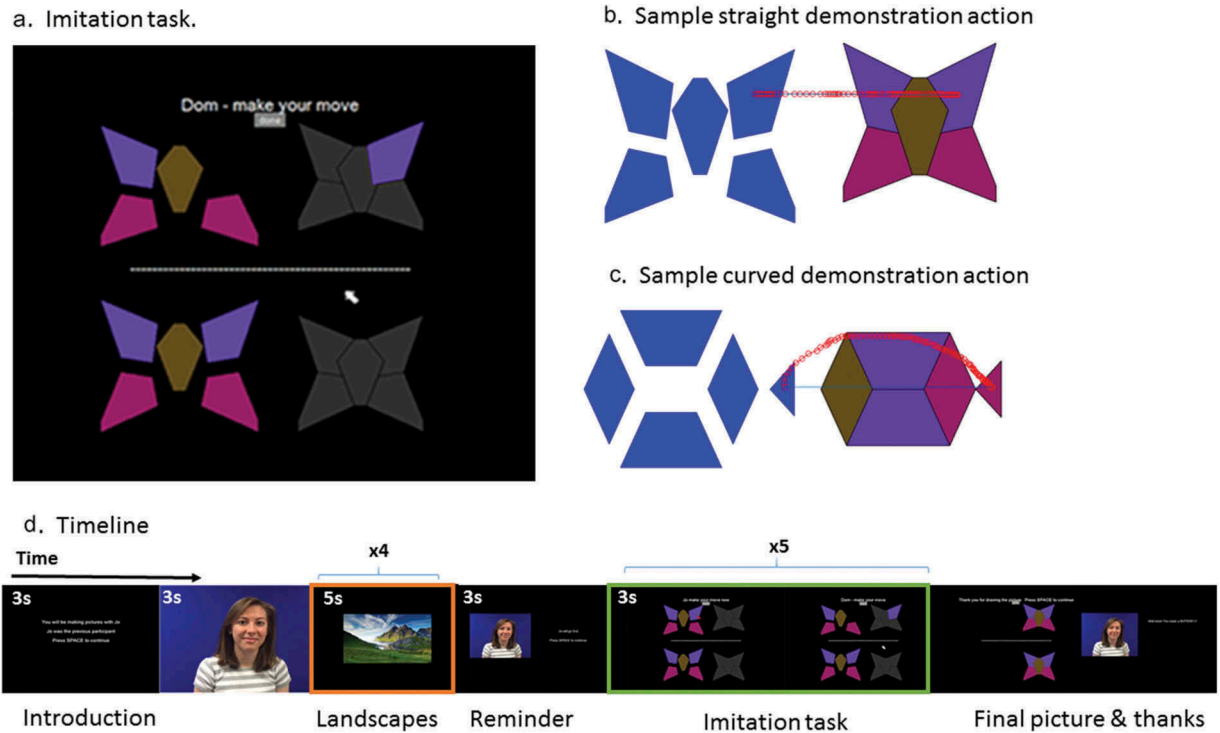 a. Imitation task.
Dom - make your move
done
b. Sample straight demonstration action
c. Sample curved demonstration action
d. Timeline
Time
x4
x5
3s
You will be making pictures with Jo
Jo was the previous participant
Press SPACE to continue
3s
5s
3s
Press SPACE to continue
3s
Jo make your move now
Dom - make your move
Thank you for drawing the picture. Press SPACE to continue
Introduction
Landscapes
Reminder
Imitation task
Final picture & thanks